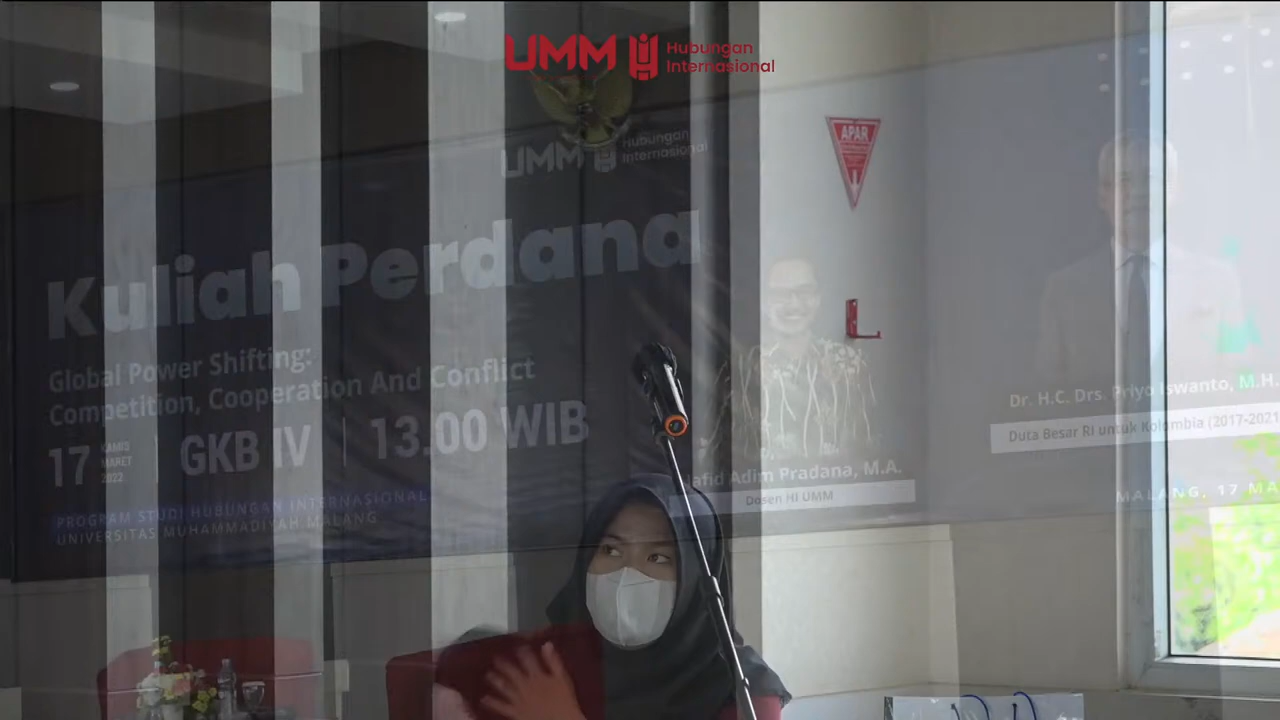 UMM Hubungan
Internasional
UMM Hubungan
Internasional
APAR
Kuliah Perdana
Global Power Shifting:
Competition, Cooperation And Conflict
17 KAMIS
MARET
2022
GKB IV
13.00 WIB
PROGRAM STUDI HUBUNGAN INTERNASIONAL
UNIVERSITAS MUHAMMADIYAH MALANG
Hafid Adim Pradana, M.A.
Dosen HI UMM
Dr. H.C. Drs. Priyo Iswanto, M.H.
Duta Besar RI untuk Kolombia (2017-2021
MALANG, 17 MA